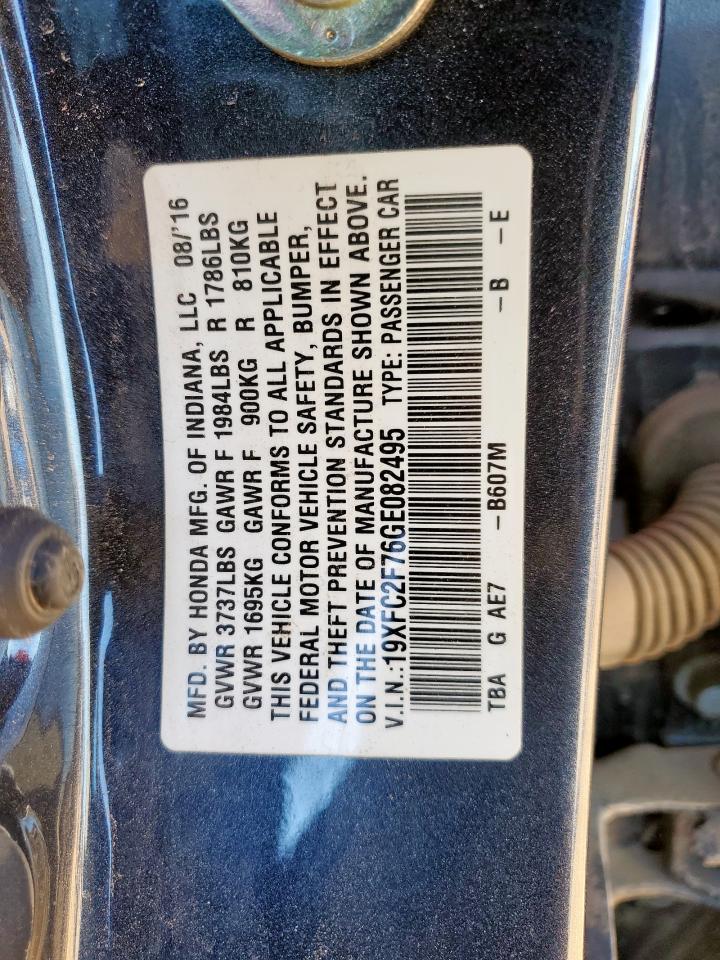 MFD. BY HONDA MFG. OF INDIANA, LLC 08/'16
GVWR 3737LBS GAWR F 1984LBS R 1786LBS
GVWR 1695KG GAWR F 900KG R 810KG
THIS VEHICLE CONFORMS TO ALL APPLICABLE
FEDERAL MOTOR VEHICLE SAFETY, BUMPER,
AND THEFT PREVENTION STANDARDS IN EFFECT
ON THE DATE OF MANUFACTURE SHOWN ABOVE.
V.I.N.:19XFC2F76GE082495 TYPE: PASSENGER CAR
TBA G AE7 -B607M -B -E